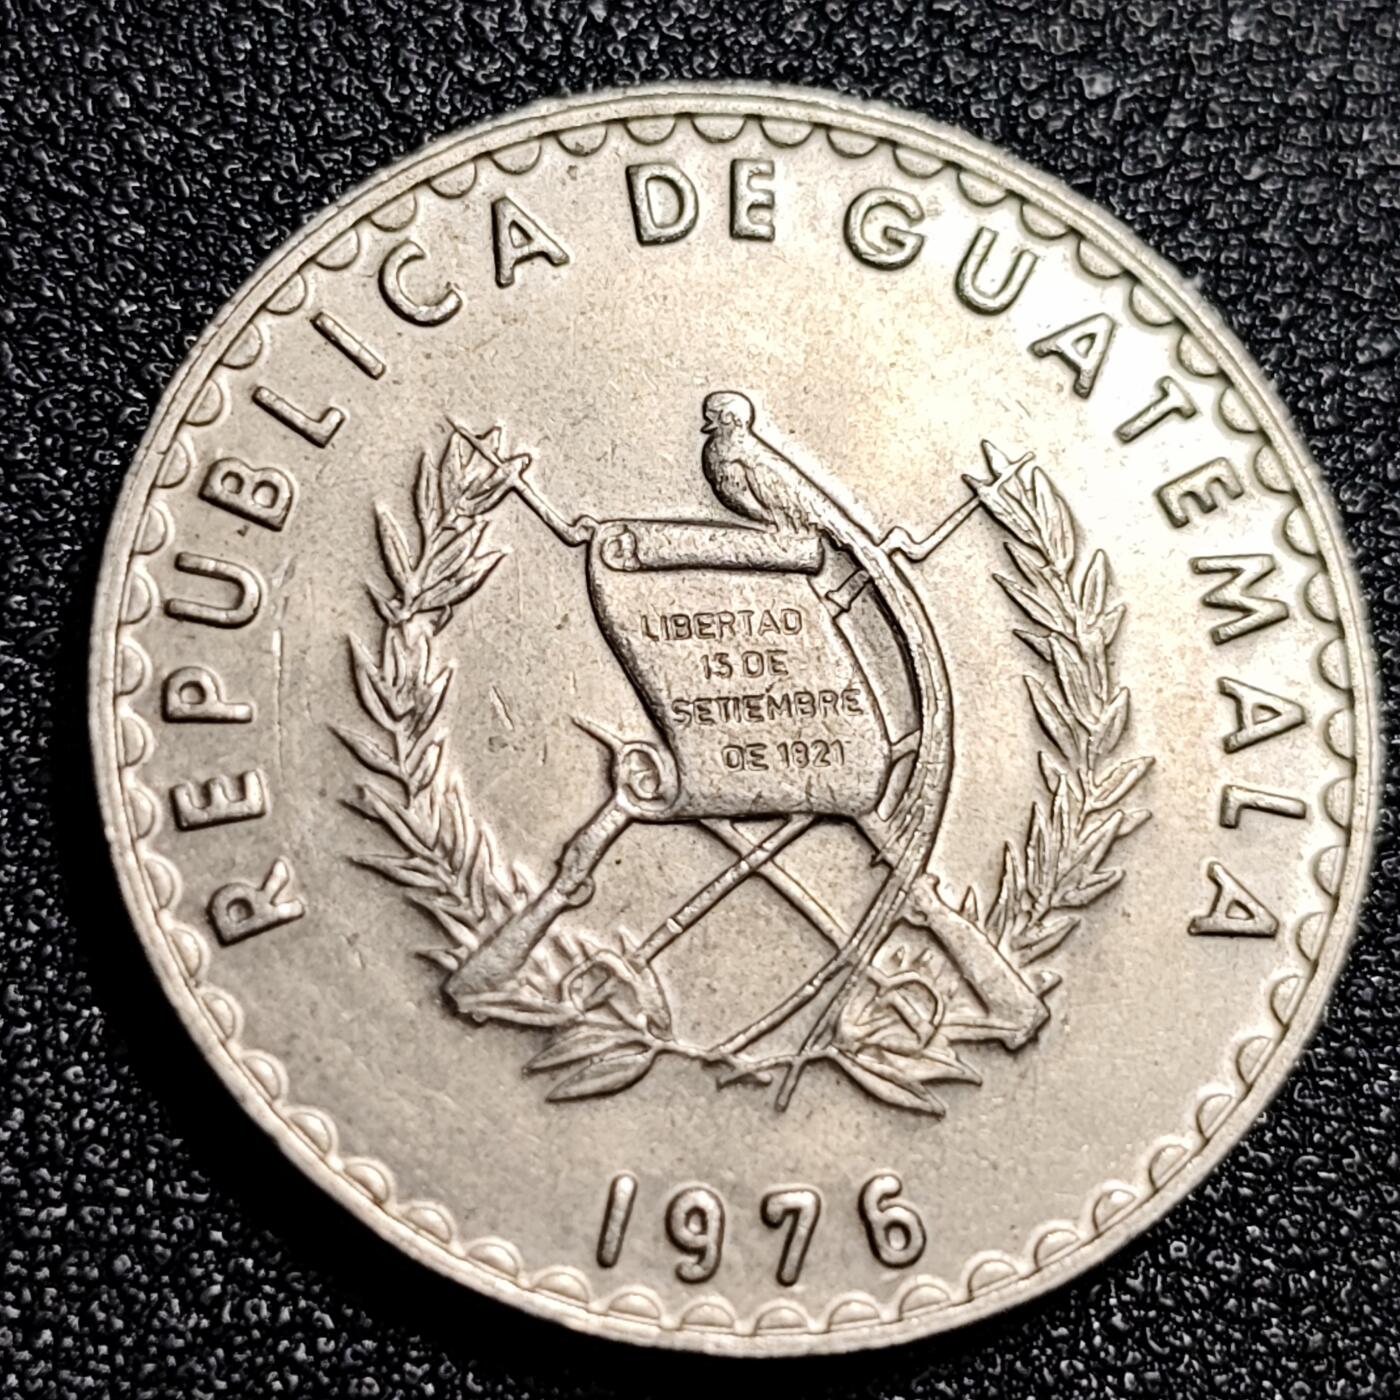 REPUBLICA DE GUATEMALA
LIBERTAD
15 DE
SETIEMBRE
DE 1821
1976